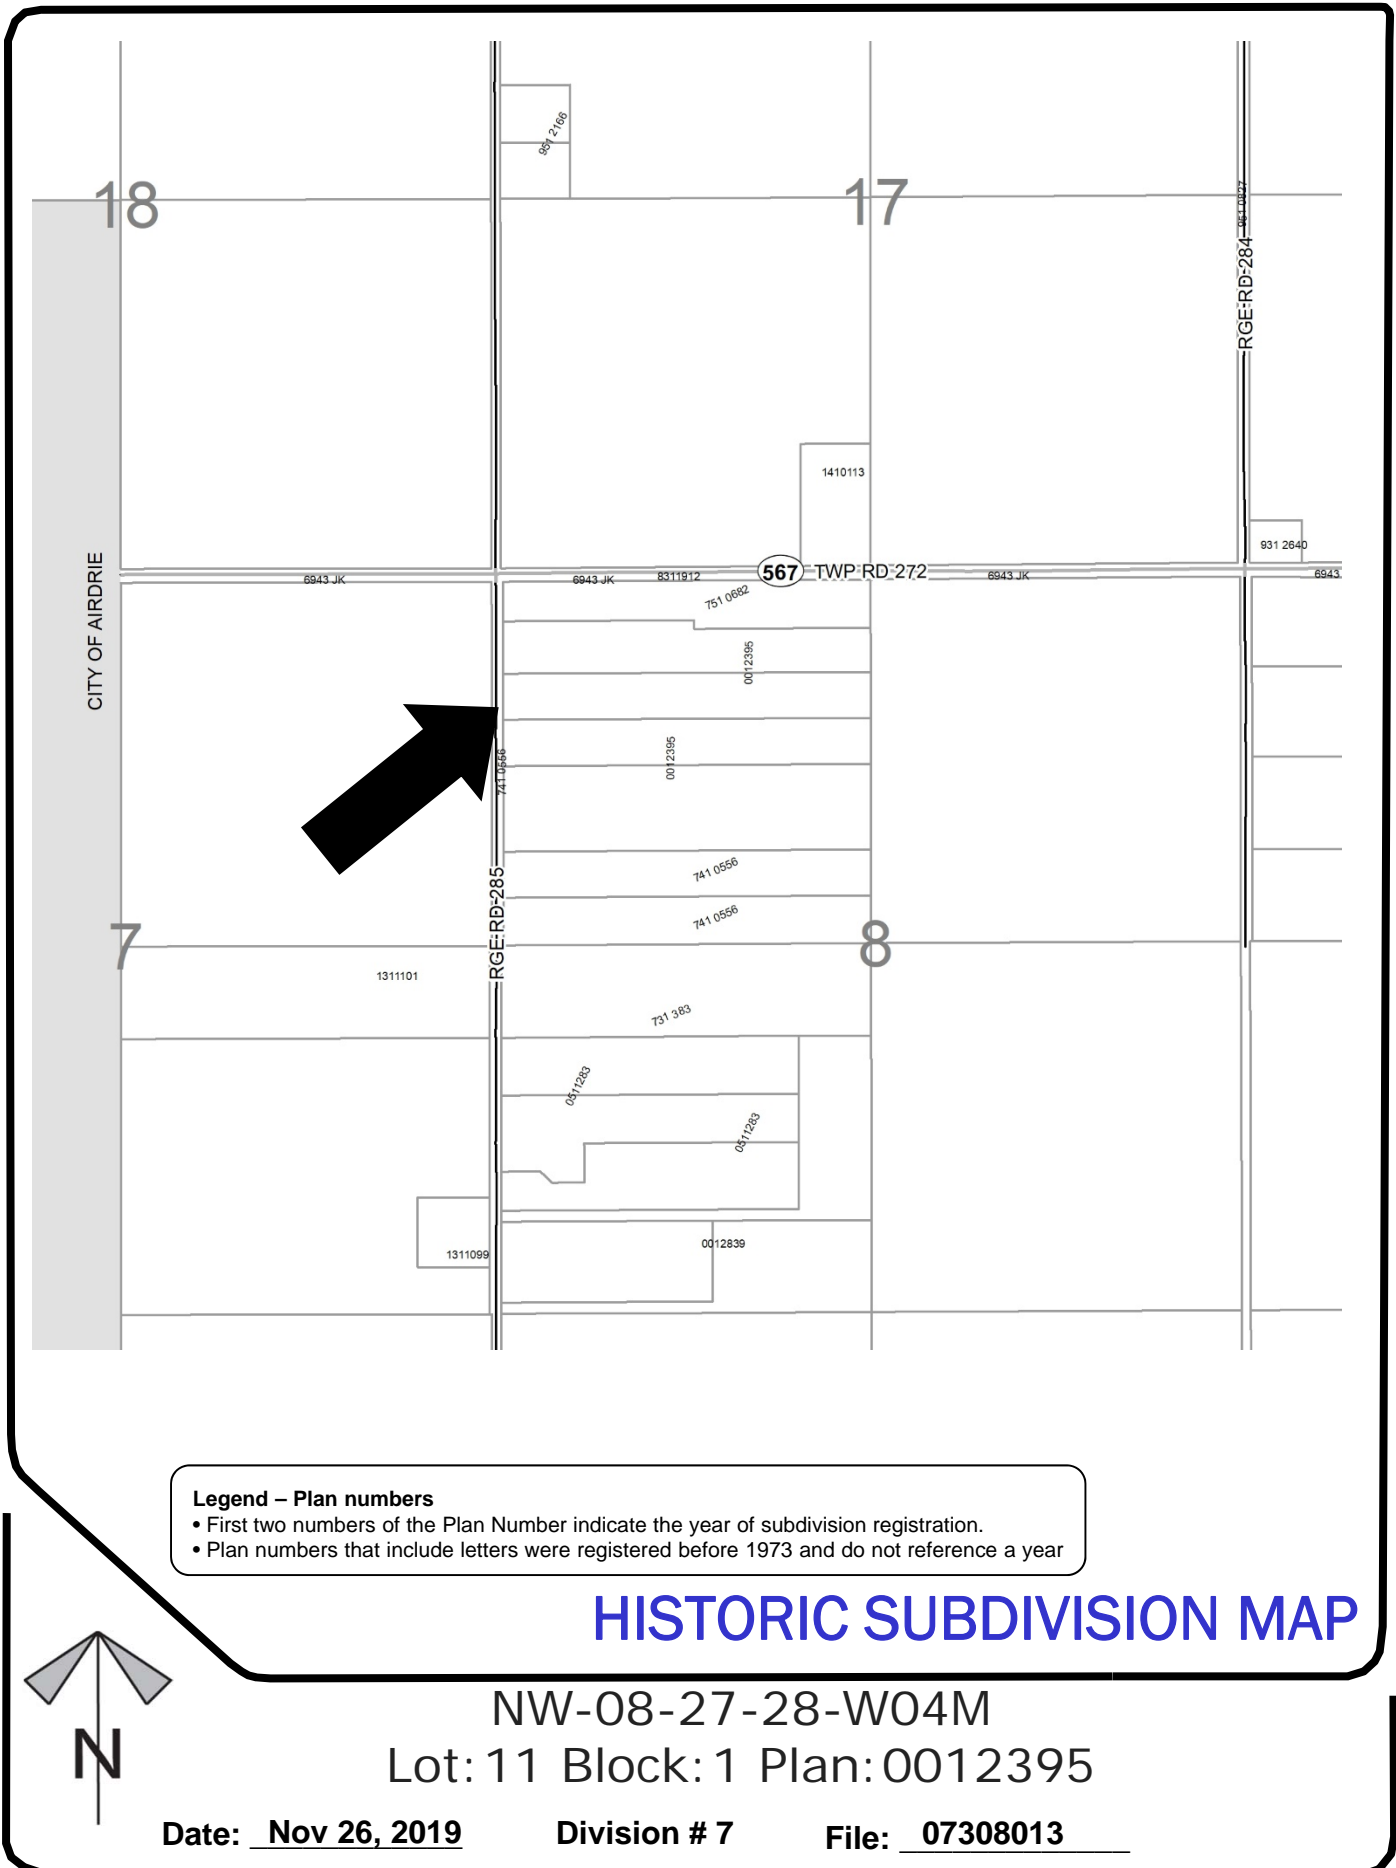 951 2166
18
17
951 0827
RGE RD 284
1410113
931 2640
CITY OF AIRDRIE
6943 JK
6943 JK
8311912
567
TWP RD 272
6943 JK
6943
751 0682
0012395
0012395
741 0556
741 0556
741 0556
RGE RD 285
7
8
1311101
731 383
0511283
0511283
1311099
0012839
Legend – Plan numbers
• First two numbers of the Plan Number indicate the year of subdivision registration.
• Plan numbers that include letters were registered before 1973 and do not reference a year
HISTORIC SUBDIVISION MAP
N
NW-08-27-28-W04M
Lot:11 Block:1 Plan:0012395
Date: Nov 26, 2019 Division # 7 File: 07308013